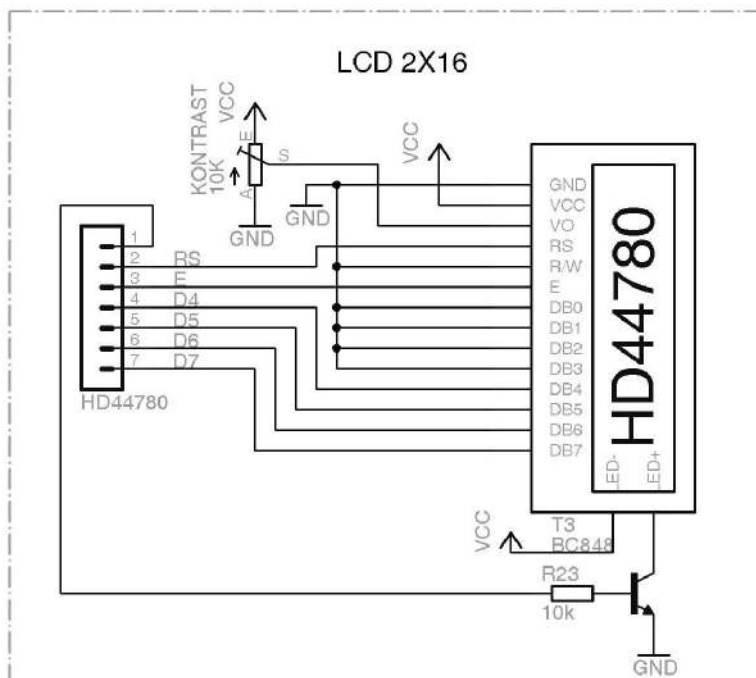 LCD 2X16
KONTRAST
10K
VCC
E
S
A
GND
GND
VCC
GND
VCC
VO
RS
R/W
E
DB0
DB1
DB2
DB3
DB4
DB5
DB6
DB7
HD44780
LED-
LED+
1
2 RS
3 E
4 D4
5 D5
6 D6
7 D7
HD44780
VCC
T3
BC848
R23
10k
GND